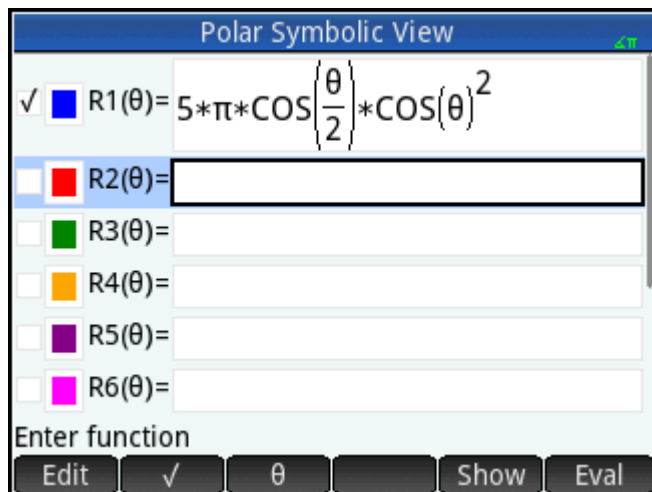 Polar Symbolic View
∡π
√ R1(θ)= 5*π*COS(θ/2)*COS(θ)²
R2(θ)=
R3(θ)=
R4(θ)=
R5(θ)=
R6(θ)=
Enter function
Edit √ θ Show Eval